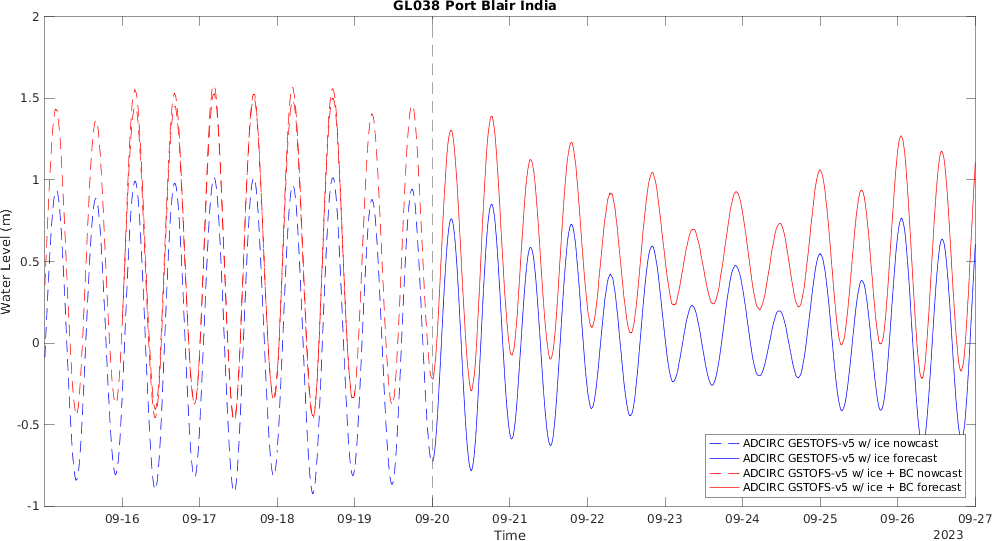 GL038 Port Blair India
2
1.5
1
0.5
0
-0.5
-1
Water Level (m)
09-16
09-17
09-18
09-19
09-20
09-21
09-22
09-23
09-24
09-25
09-26
09-27
Time
2023
ADCIRC GESTOFS-v5 w/ ice nowcast
ADCIRC GESTOFS-v5 w/ ice forecast
ADCIRC GSTOFS-v5 w/ ice + BC nowcast
ADCIRC GSTOFS-v5 w/ ice + BC forecast